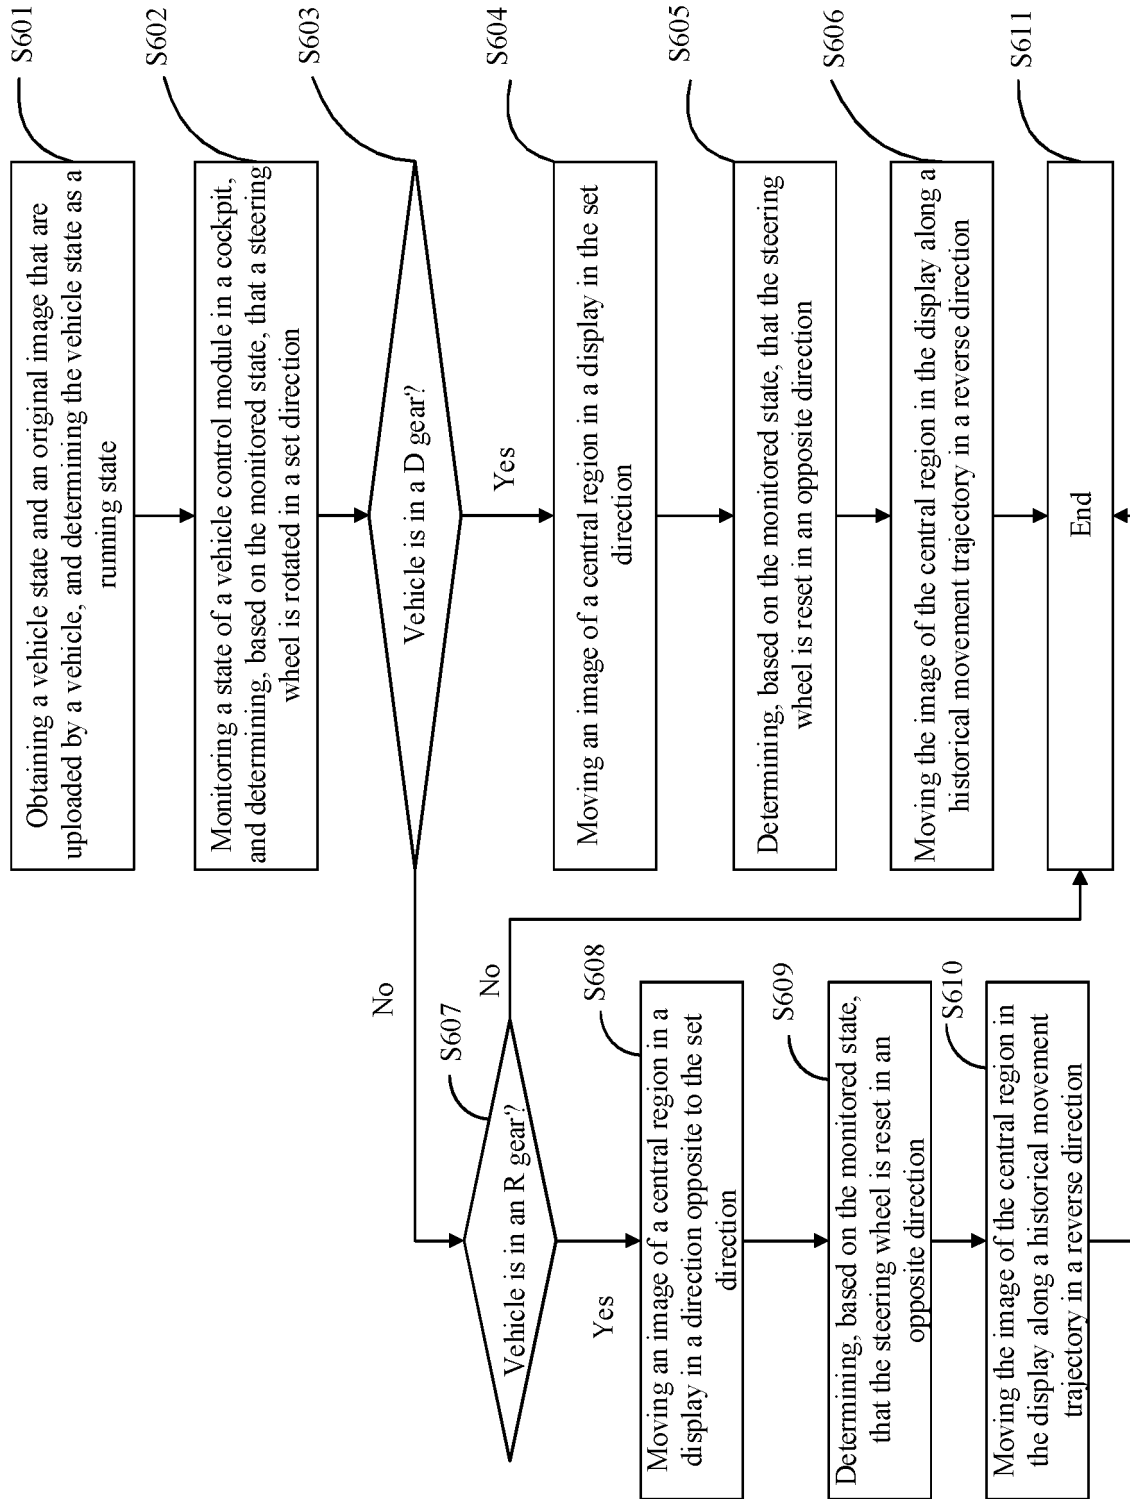 S601
Obtaining a vehicle state and an original image that are
uploaded by a vehicle, and determining the vehicle state as a
running state
S602
Monitoring a state of a vehicle control module in a cockpit,
and determining, based on the monitored state, that a steering
wheel is rotated in a set direction
S603
Vehicle is in a D gear?
No
Yes
S604
Moving an image of a central region in a display in the set
direction
S605
Determining, based on the monitored state, that the steering
wheel is reset in an opposite direction
S606
Moving the image of the central region in the display along a
historical movement trajectory in a reverse direction
S607
Vehicle is in an R gear?
No
Yes
S608
Moving an image of a central region in a
display in a direction opposite to the set
direction
S609
Determining, based on the monitored state,
that the steering wheel is reset in an
opposite direction
S610
Moving the image of the central region in
the display along a historical movement
trajectory in a reverse direction
S611
End